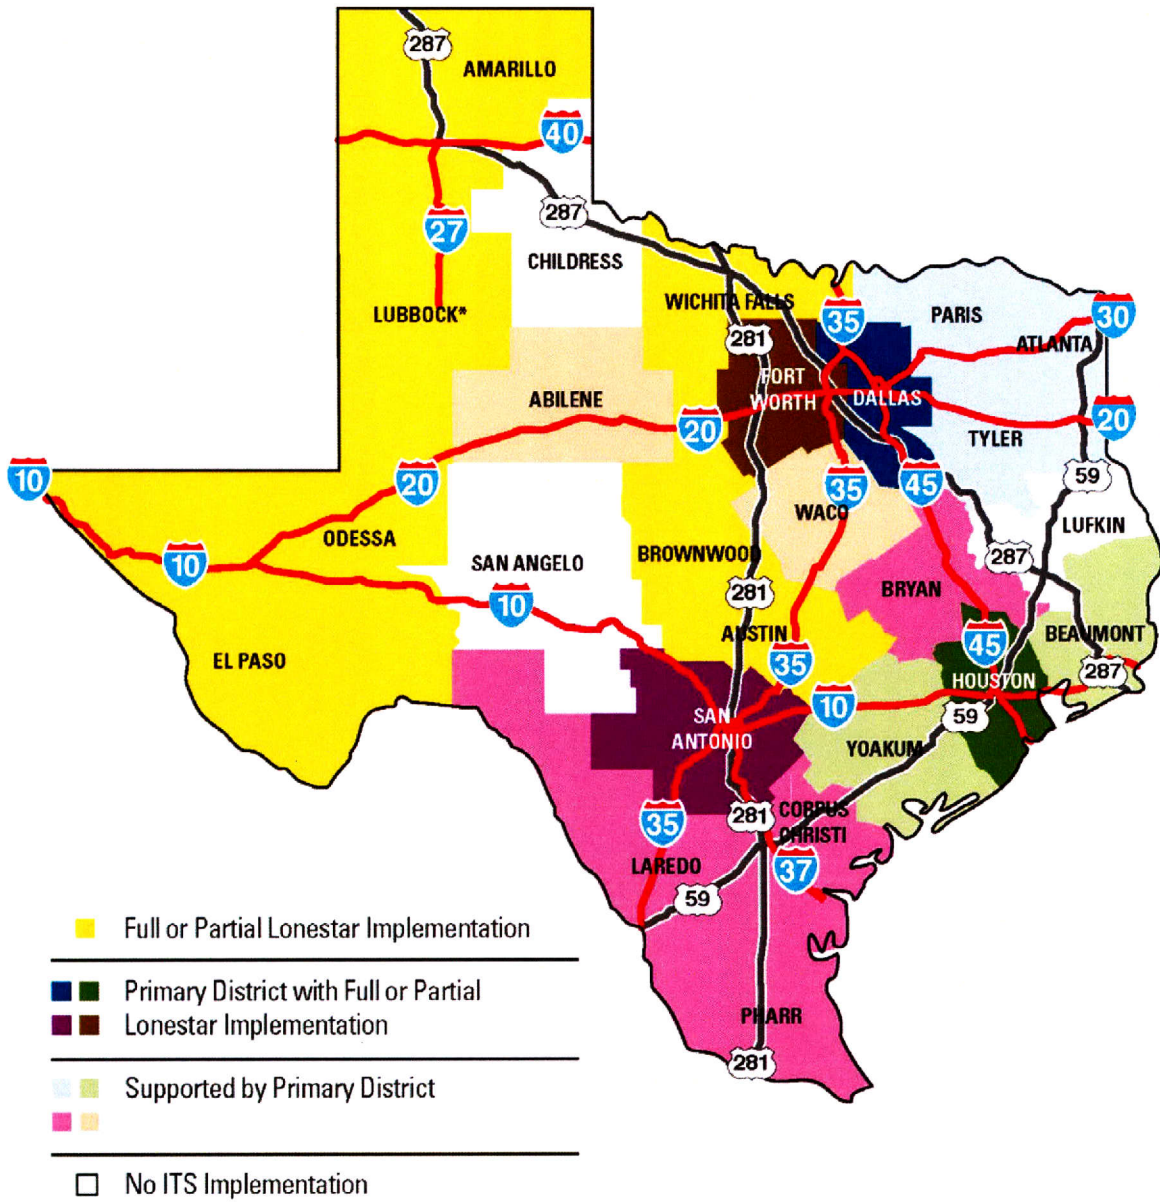 287
AMARILLO
40
287
27
CHILDRESS
WICHITA FALLS
LUBBOCK*
35
PARIS
30
281
ATLANTA
FORT
WORTH
DALLAS
ABILENE
20
20
TYLER
10
20
35
45
59
WACO
LUFKIN
ODESSA
BROWNWOOD
287
SAN ANGELO
10
10
281
BRYAN
AUSTIN
45
BEAUMONT
EL PASO
35
HOUSTON
287
10
59
SAN
ANTONIO
YOAKUM
35
281
CORPUS
CHRISTI
LAREDO
37
59
PHARR
281
Full or Partial Lonestar Implementation
Primary District with Full or Partial
Lonestar Implementation
Supported by Primary District
No ITS Implementation